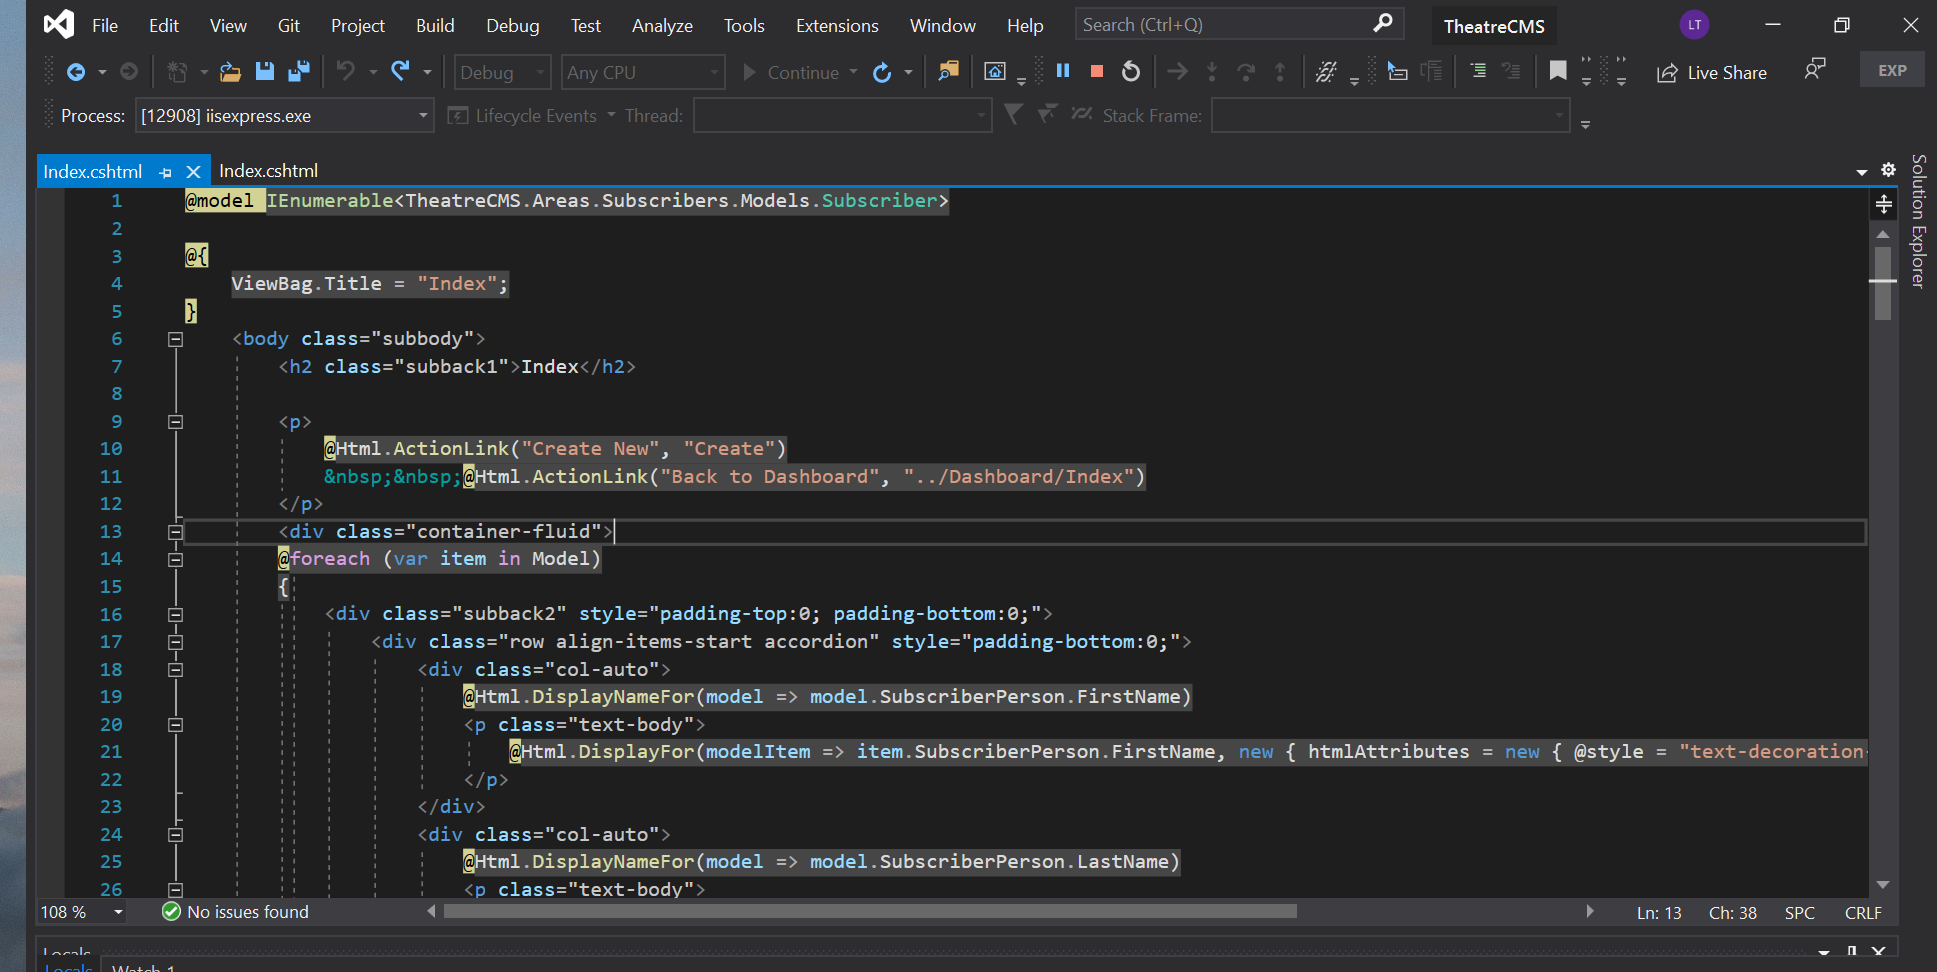 File Edit View Git Project Build Debug Test Analyze Tools Extensions Window Help Search (Ctrl+Q) TheatreCMS LT
Debug Any CPU Continue Live Share EXP
Process: [12908] iisexpress.exe Lifecycle Events Thread: Stack Frame:
Index.cshtml Index.cshtml
Solution Explorer
1 @model IEnumerable<TheatreCMS.Areas.Subscribers.Models.Subscriber>
2
3 @{
4 ViewBag.Title = "Index";
5 }
6 <body class="subbody">
7 <h2 class="subback1">Index</h2>
8
9 <p>
10 @Html.ActionLink("Create New", "Create")
11 &nbsp;&nbsp;@Html.ActionLink("Back to Dashboard", "../Dashboard/Index")
12 </p>
13 <div class="container-fluid">
14 @foreach (var item in Model)
15 {
16 <div class="subback2" style="padding-top:0; padding-bottom:0;">
17 <div class="row align-items-start accordion" style="padding-bottom:0;">
18 <div class="col-auto">
19 @Html.DisplayNameFor(model => model.SubscriberPerson.FirstName)
20 <p class="text-body">
21 @Html.DisplayFor(modelItem => item.SubscriberPerson.FirstName, new { htmlAttributes = new { @style = "text-decoration-
22 </p>
23 </div>
24 <div class="col-auto">
25 @Html.DisplayNameFor(model => model.SubscriberPerson.LastName)
26 <p class="text-body">
108 % No issues found Ln: 13 Ch: 38 SPC CRLF
Locals
Locals Watch 1